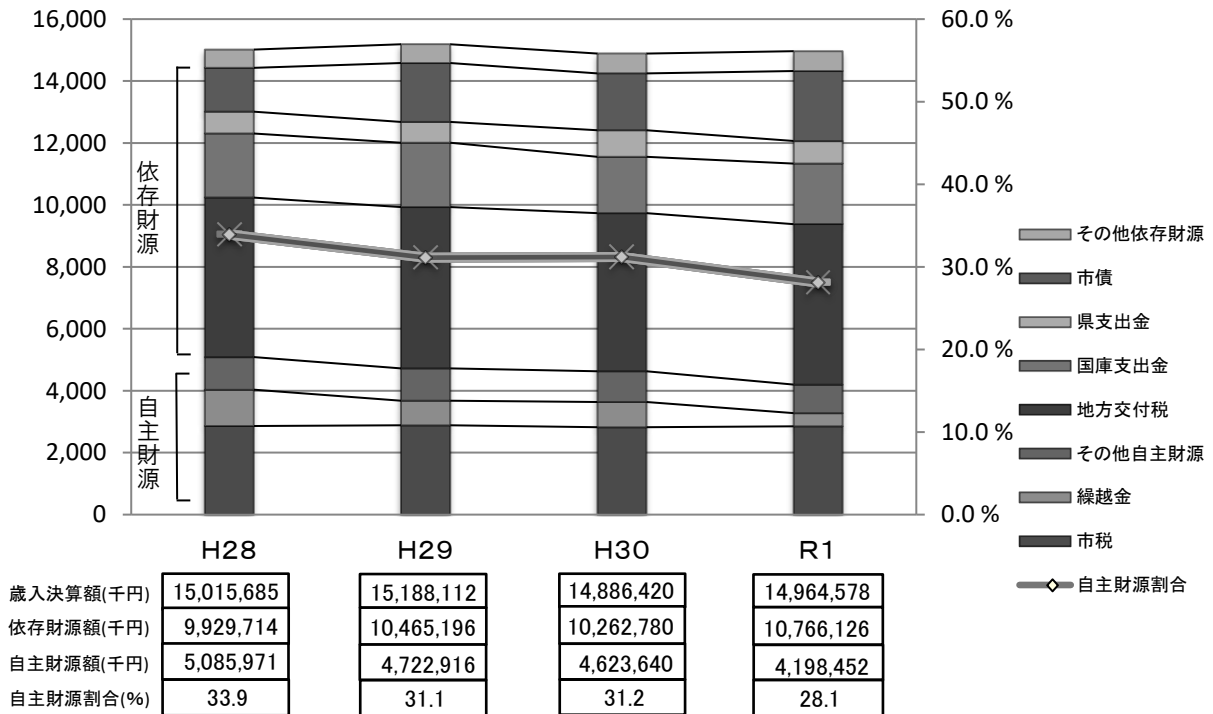 16,000
14,000
12,000
10,000
8,000
6,000
4,000
2,000
0
依存財源
自主財源
60.0 %
50.0 %
40.0 %
30.0 %
20.0 %
10.0 %
0.0 %
その他依存財源
市債
県支出金
国庫支出金
地方交付税
その他自主財源
繰越金
市税
自主財源割合
H28 H29 H30 R1
歳入決算額(千円) 15,015,685 15,188,112 14,886,420 14,964,578
依存財源額(千円) 9,929,714 10,465,196 10,262,780 10,766,126
自主財源額(千円) 5,085,971 4,722,916 4,623,640 4,198,452
自主財源割合(%) 33.9 31.1 31.2 28.1